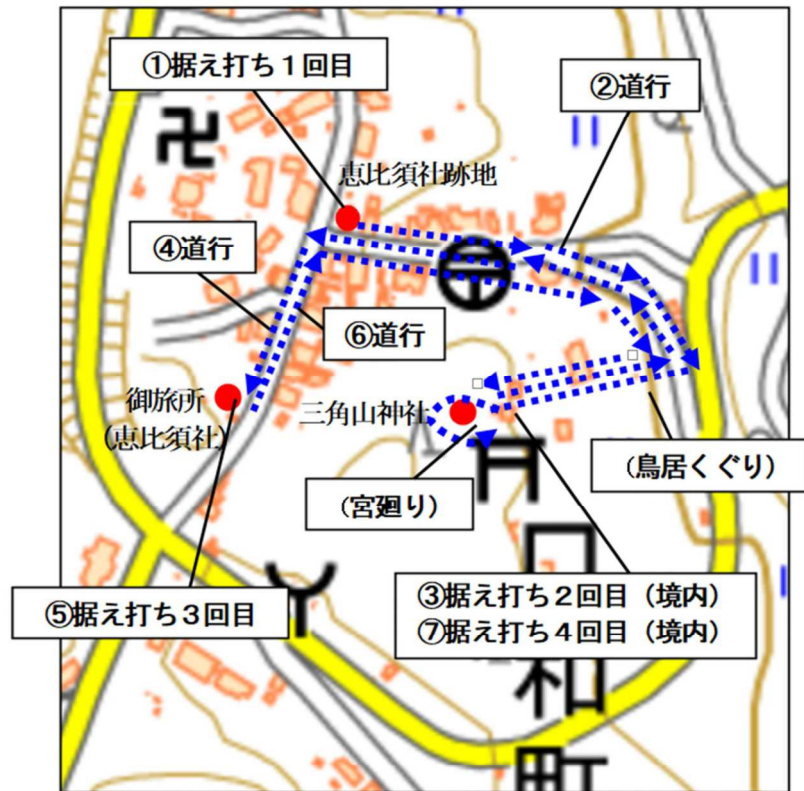 ①据え打ち１回目
②道行
恵比須社跡地
④道行
⑥道行
御旅所
(恵比須社)
三角山神社
(鳥居くぐり)
(宮廻り)
③据え打ち２回目（境内）
⑦据え打ち４回目（境内）
⑤据え打ち３回目
和
町